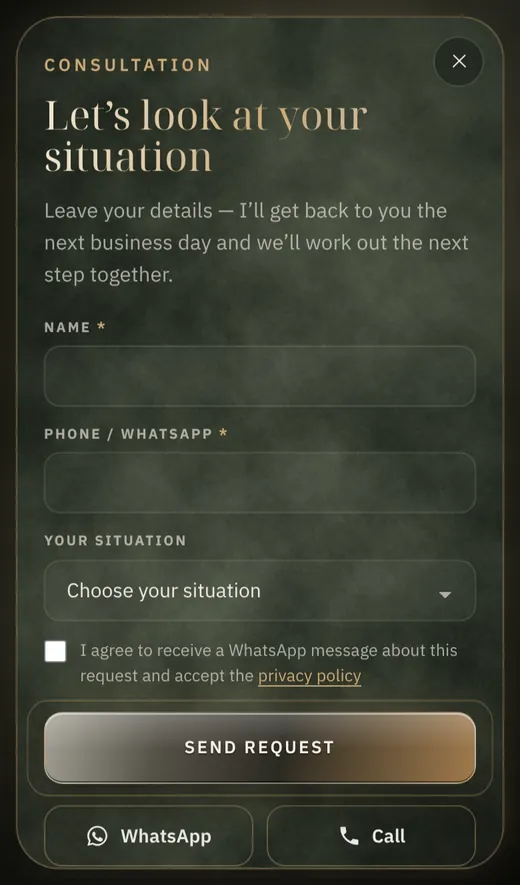 CONSULTATION
Let’s look at your
situation
Leave your details — I’ll get back to you the
next business day and we’ll work out the next
step together.
NAME *
PHONE / WHATSAPP *
YOUR SITUATION
Choose your situation
I agree to receive a WhatsApp message about this
request and accept the privacy policy
SEND REQUEST
WhatsApp
Call